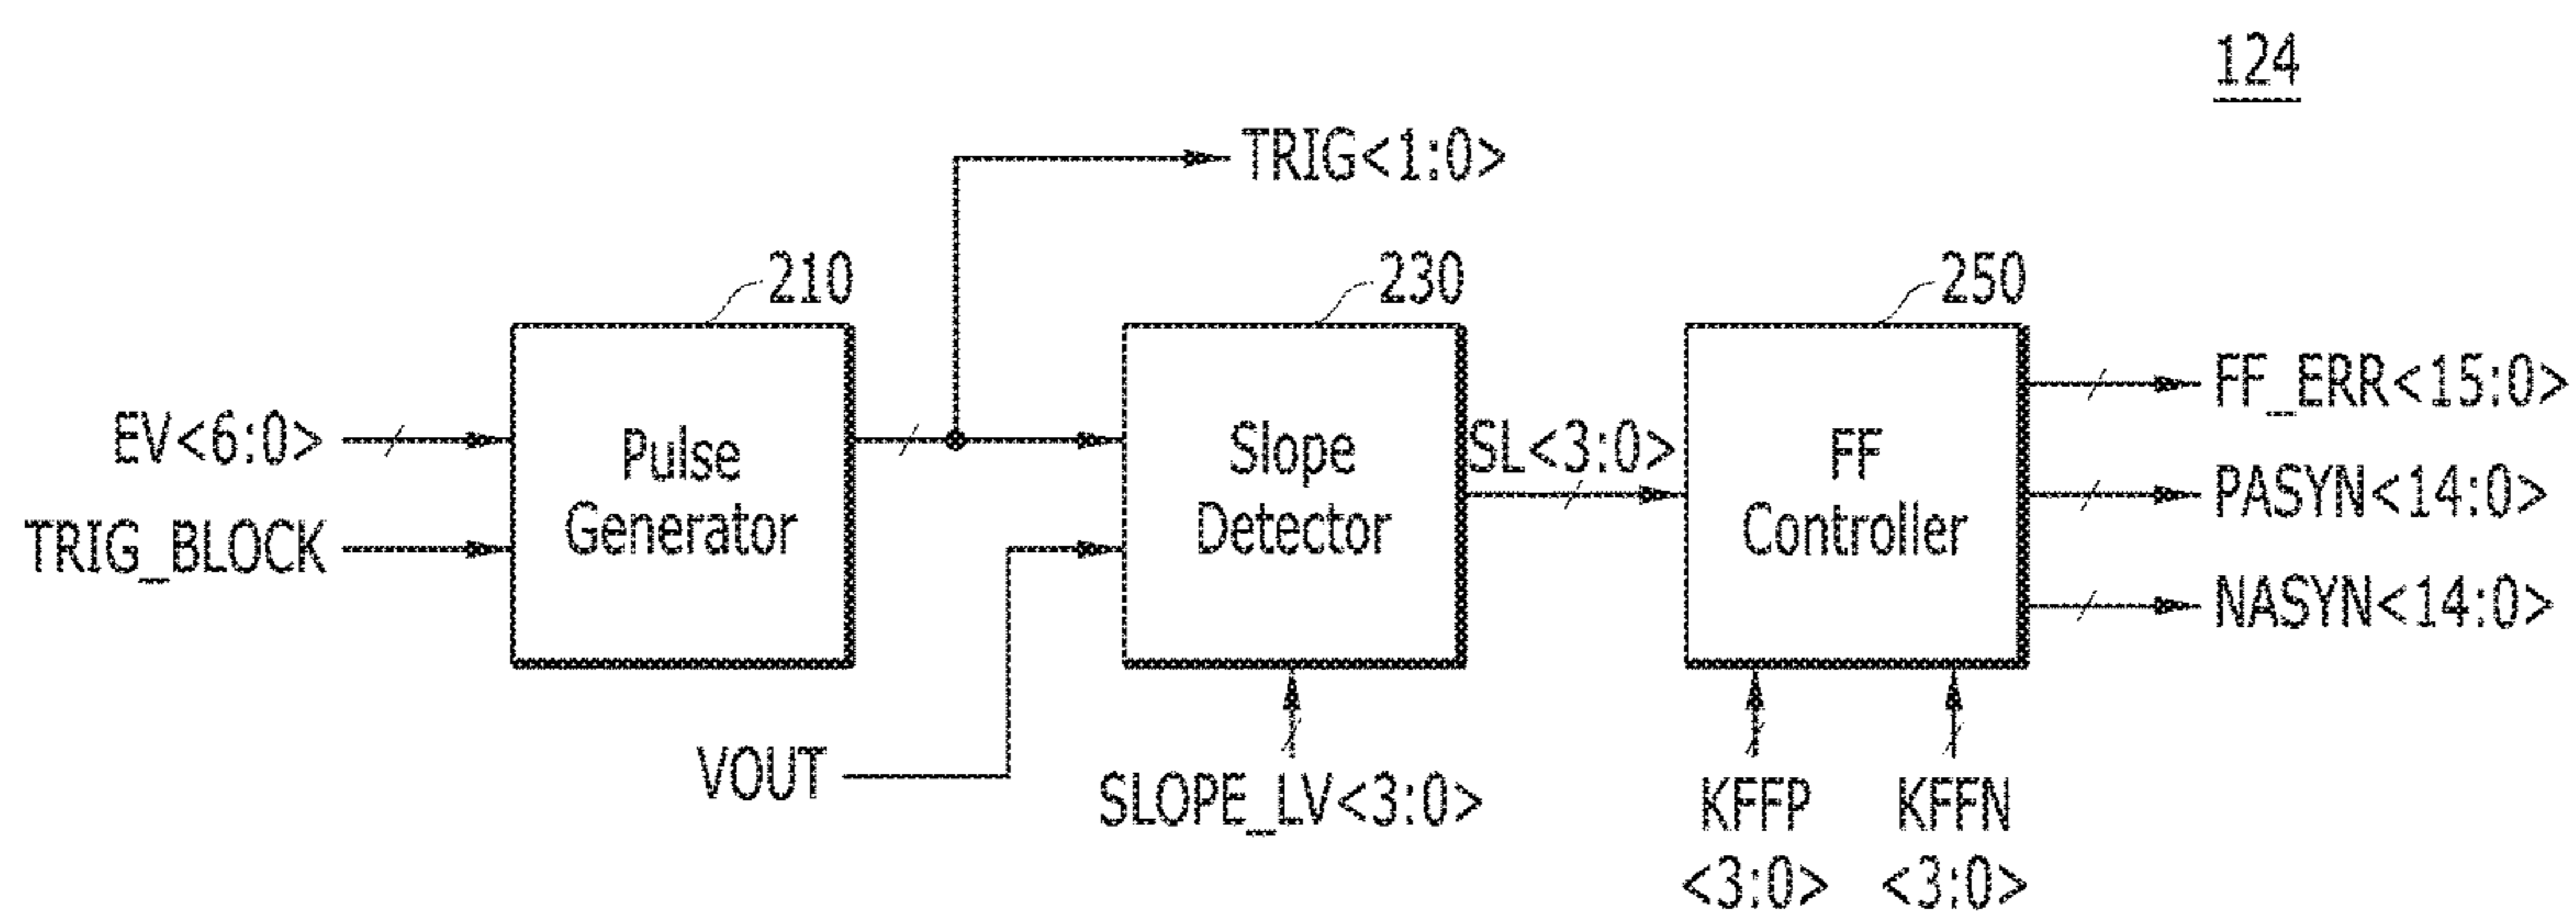 124
TRIG<1:0>
210
230
250
EV<6:0>
TRIG_BLOCK
Pulse
Generator
Slope
Detector
SL<3:0>
FF
Controller
FF_ERR<15:0>
PASYN<14:0>
NASYN<14:0>
VOUT
SLOPE_LV<3:0>
KFFP
<3:0>
KFFN
<3:0>